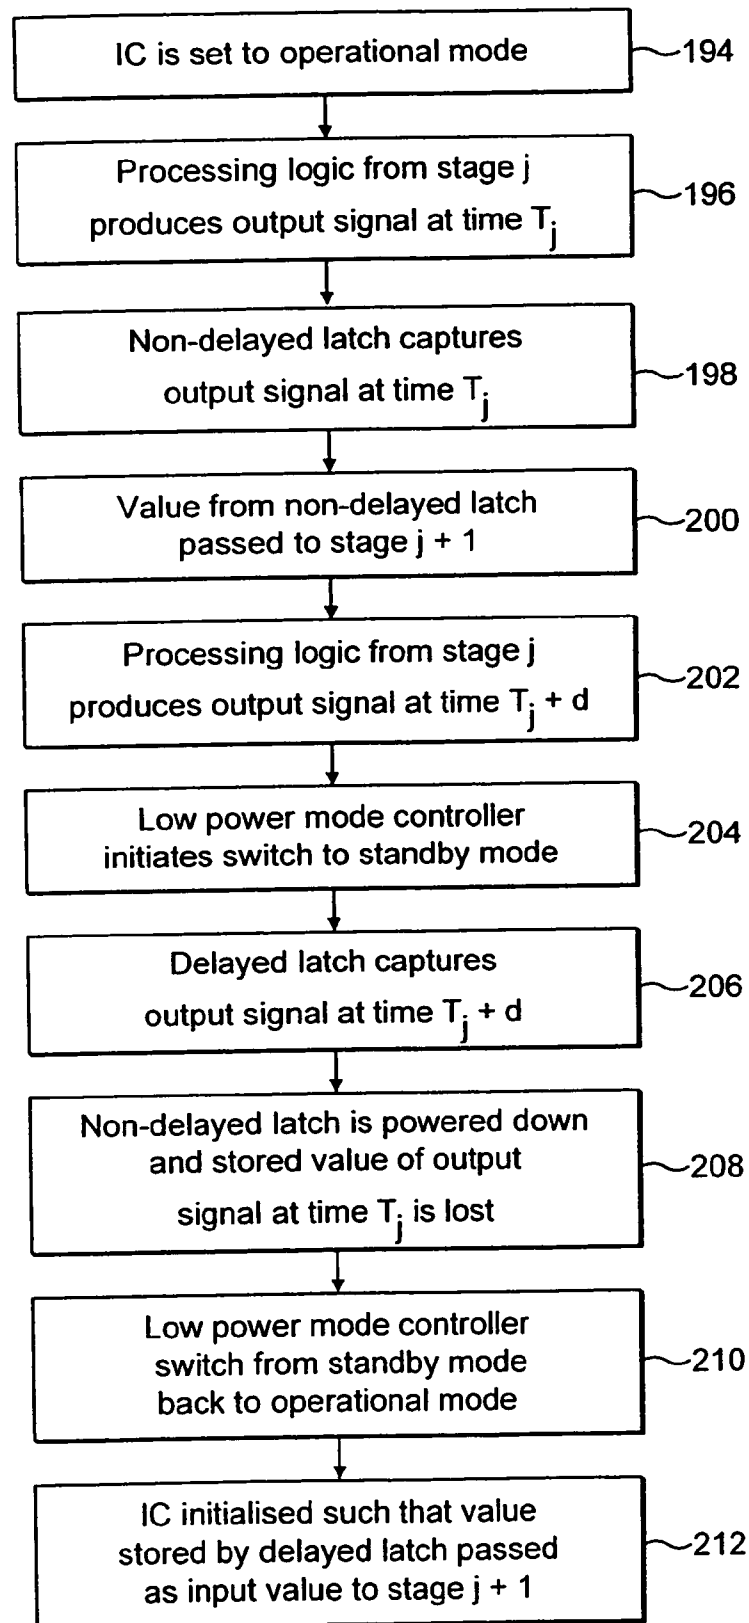 IC is set to operational mode
194
Processing logic from stage j
produces output signal at time Tj
196
Non-delayed latch captures
output signal at time Tj
198
Value from non-delayed latch
passed to stage j + 1
200
Processing logic from stage j
produces output signal at time Tj + d
202
Low power mode controller
initiates switch to standby mode
204
Delayed latch captures
output signal at time Tj + d
206
Non-delayed latch is powered down
and stored value of output
signal at time Tj is lost
208
Low power mode controller
switch from standby mode
back to operational mode
210
IC initialised such that value
stored by delayed latch passed
as input value to stage j + 1
212